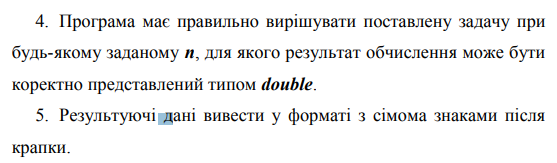 4. Програма має правильно вирішувати поставлену задачу при
будь-якому заданому n, для якого результат обчислення може бути
коректно представлений типом double.
5. Результуючі дані вивести у форматі з сімома знаками після
крапки.